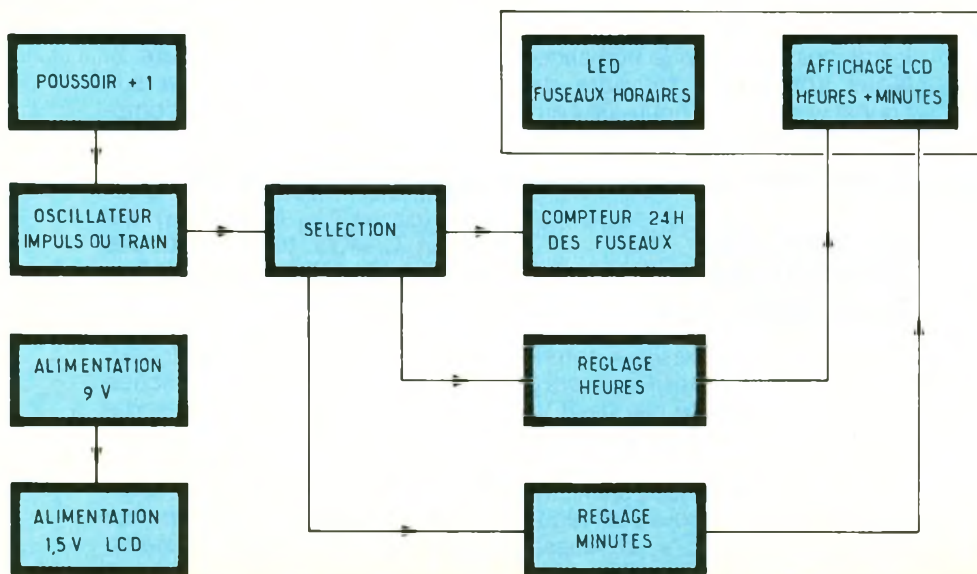 POUSSOIR + 1
LED
FUSEAUX HORAIRES
AFFICHAGE LCD
HEURES + MINUTES
OSCILLATEUR
IMPULS OU TRAIN
SELECTION
COMPTEUR 24H
DES FUSEAUX
ALIMENTATION
9 V
REGLAGE
HEURES
ALIMENTATION
1,5 V LCD
REGLAGE
MINUTES